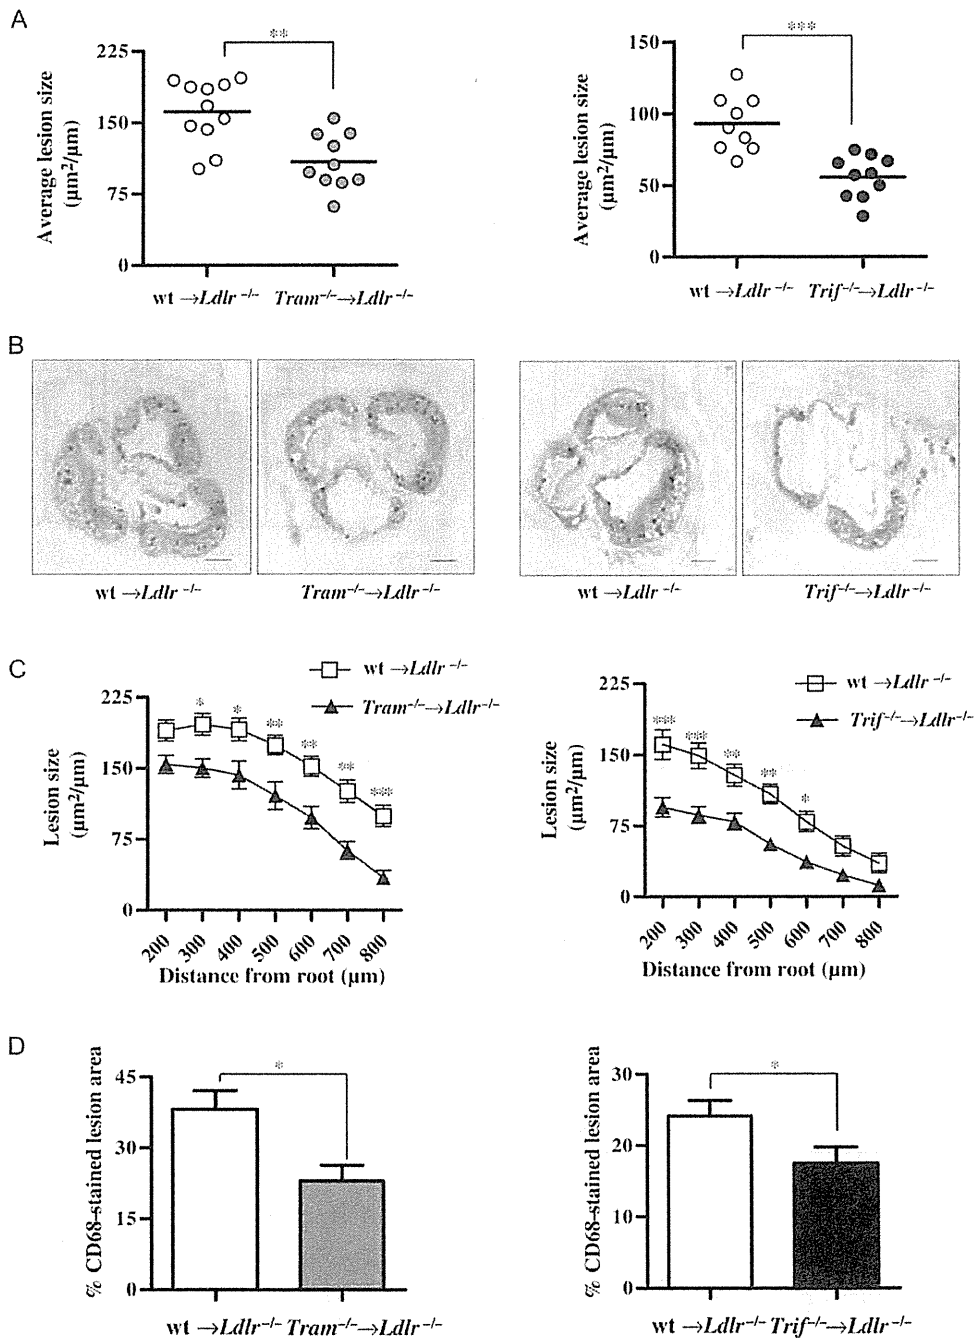 A
Average lesion size
(µm²/µm)
225
150
75
0
**
wt →Ldlr ⁻/⁻
Tram⁻/⁻→Ldlr⁻/⁻
Average lesion size
(µm²/µm)
150
100
50
0
***
wt →Ldlr ⁻/⁻
Trif⁻/⁻→Ldlr⁻/⁻
B
wt →Ldlr ⁻/⁻
Tram⁻/⁻→Ldlr⁻/⁻
wt →Ldlr ⁻/⁻
Trif⁻/⁻→Ldlr⁻/⁻
C
wt →Ldlr ⁻/⁻
Tram⁻/⁻→Ldlr⁻/⁻
Lesion size
(µm²/µm)
225
150
75
0
* * ** ** ** ***
200 300 400 500 600 700 800
Distance from root (µm)
wt →Ldlr ⁻/⁻
Trif⁻/⁻→Ldlr⁻/⁻
Lesion size
(µm²/µm)
225
150
75
0
*** *** ** ** *
200 300 400 500 600 700 800
Distance from root (µm)
D
% CD68-stained lesion area
45
30
15
0
*
wt →Ldlr⁻/⁻ Tram⁻/⁻→Ldlr⁻/⁻
% CD68-stained lesion area
30
20
10
0
*
wt →Ldlr⁻/⁻ Trif⁻/⁻→Ldlr⁻/⁻